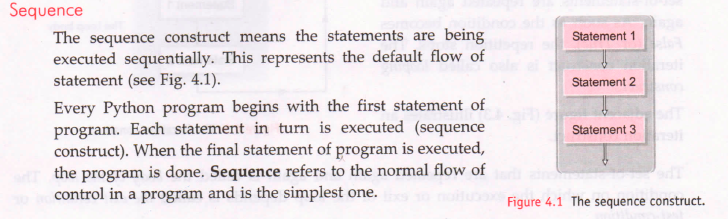 Sequence
The sequence construct means the statements are being
executed sequentially. This represents the default flow of
statement (see Fig. 4.1).
Every Python program begins with the first statement of
program. Each statement in turn is executed (sequence
construct). When the final statement of program is executed,
the program is done. Sequence refers to the normal flow of
control in a program and is the simplest one.
Statement 1
Statement 2
Statement 3
Figure 4.1 The sequence construct.